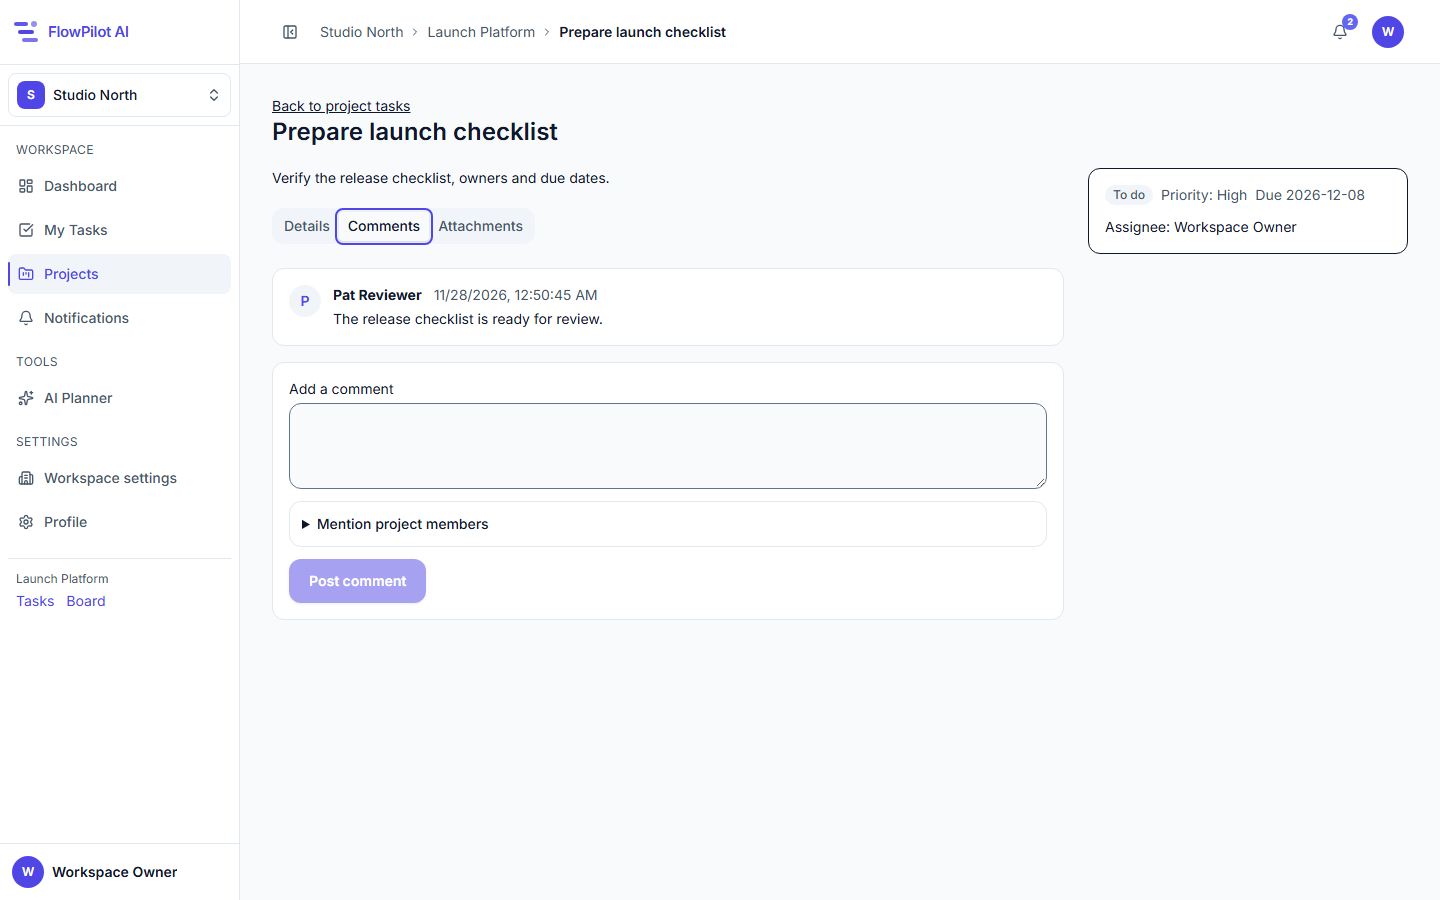 FlowPilot AI
S
Studio North
WORKSPACE
Dashboard
My Tasks
Projects
Notifications
TOOLS
AI Planner
SETTINGS
Workspace settings
Profile
Launch Platform
Tasks Board
W
Workspace Owner
Studio North › Launch Platform › Prepare launch checklist
2
W
Back to project tasks
Prepare launch checklist
Verify the release checklist, owners and due dates.
Details Comments Attachments
P
Pat Reviewer 11/28/2026, 12:50:45 AM
The release checklist is ready for review.
Add a comment
Mention project members
Post comment
To do Priority: High Due 2026-12-08
Assignee: Workspace Owner